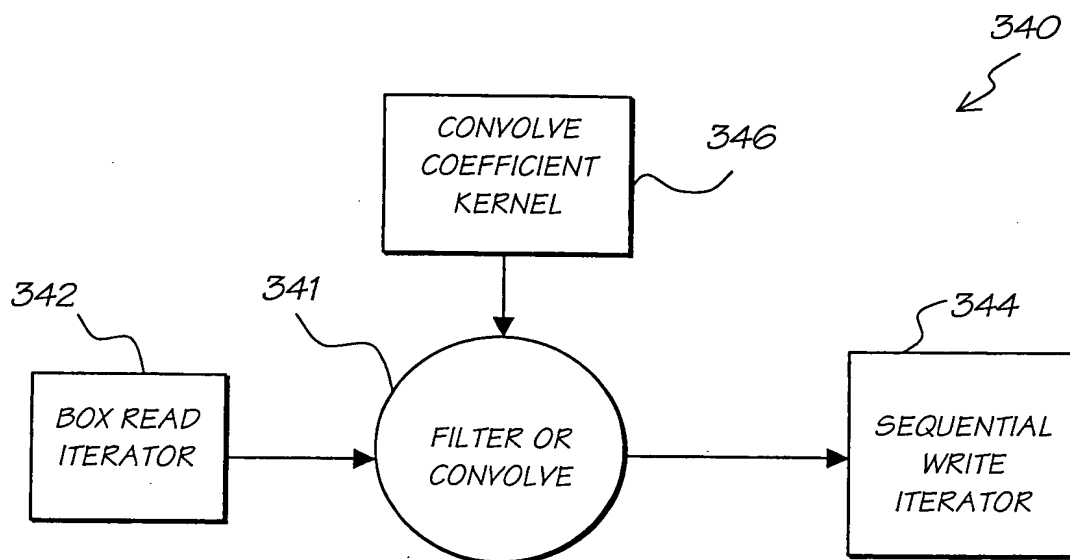 340
CONVOLVE
COEFFICIENT
KERNEL
346
342
341
344
BOX READ
ITERATOR
FILTER OR
CONVOLVE
SEQUENTIAL
WRITE
ITERATOR